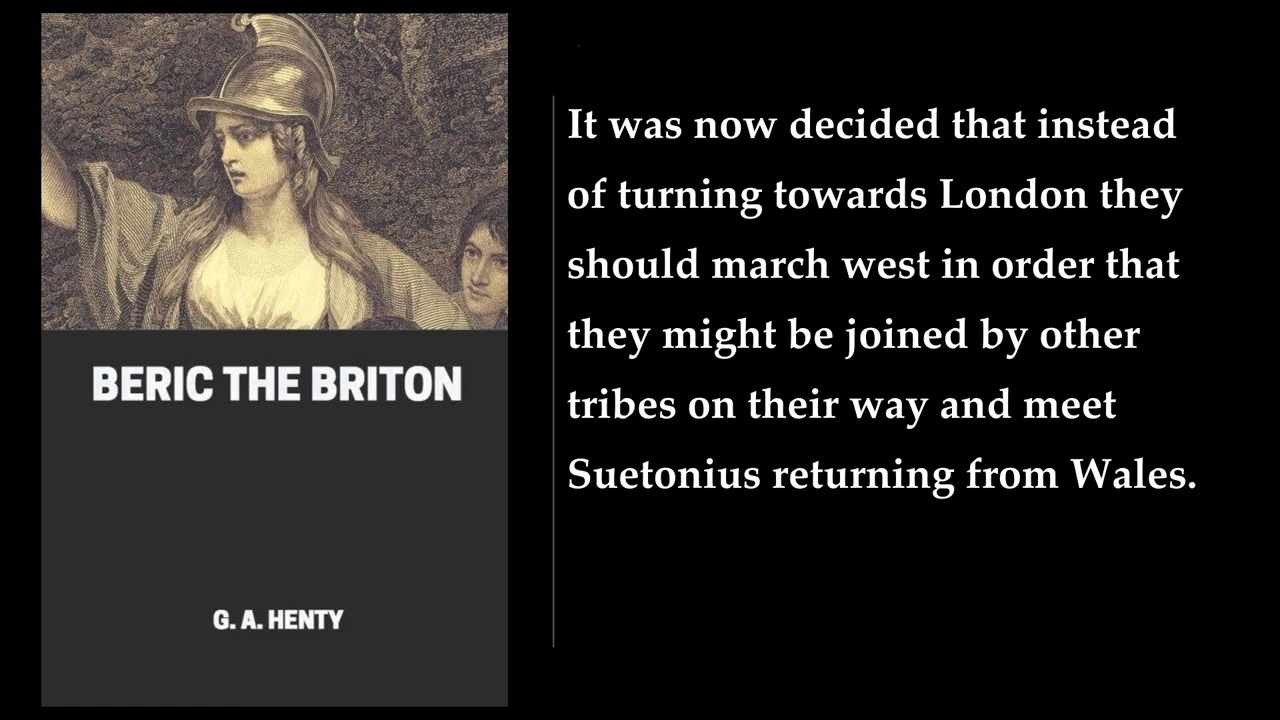 BERIC THE BRITON
G. A. HENTY
It was now decided that instead
of turning towards London they
should march west in order that
they might be joined by other
tribes on their way and meet
Suetonius returning from Wales.